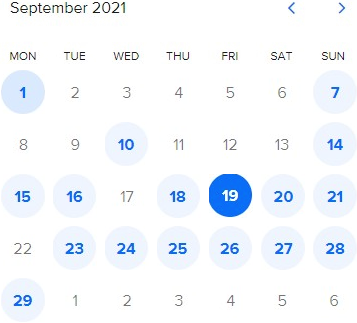 September 2021
MON TUE WED THU FRI SAT SUN
1 2 3 4 5 6 7
8 9 10 11 12 13 14
15 16 17 18 19 20 21
22 23 24 25 26 27 28
29 1 2 3 4 5 6